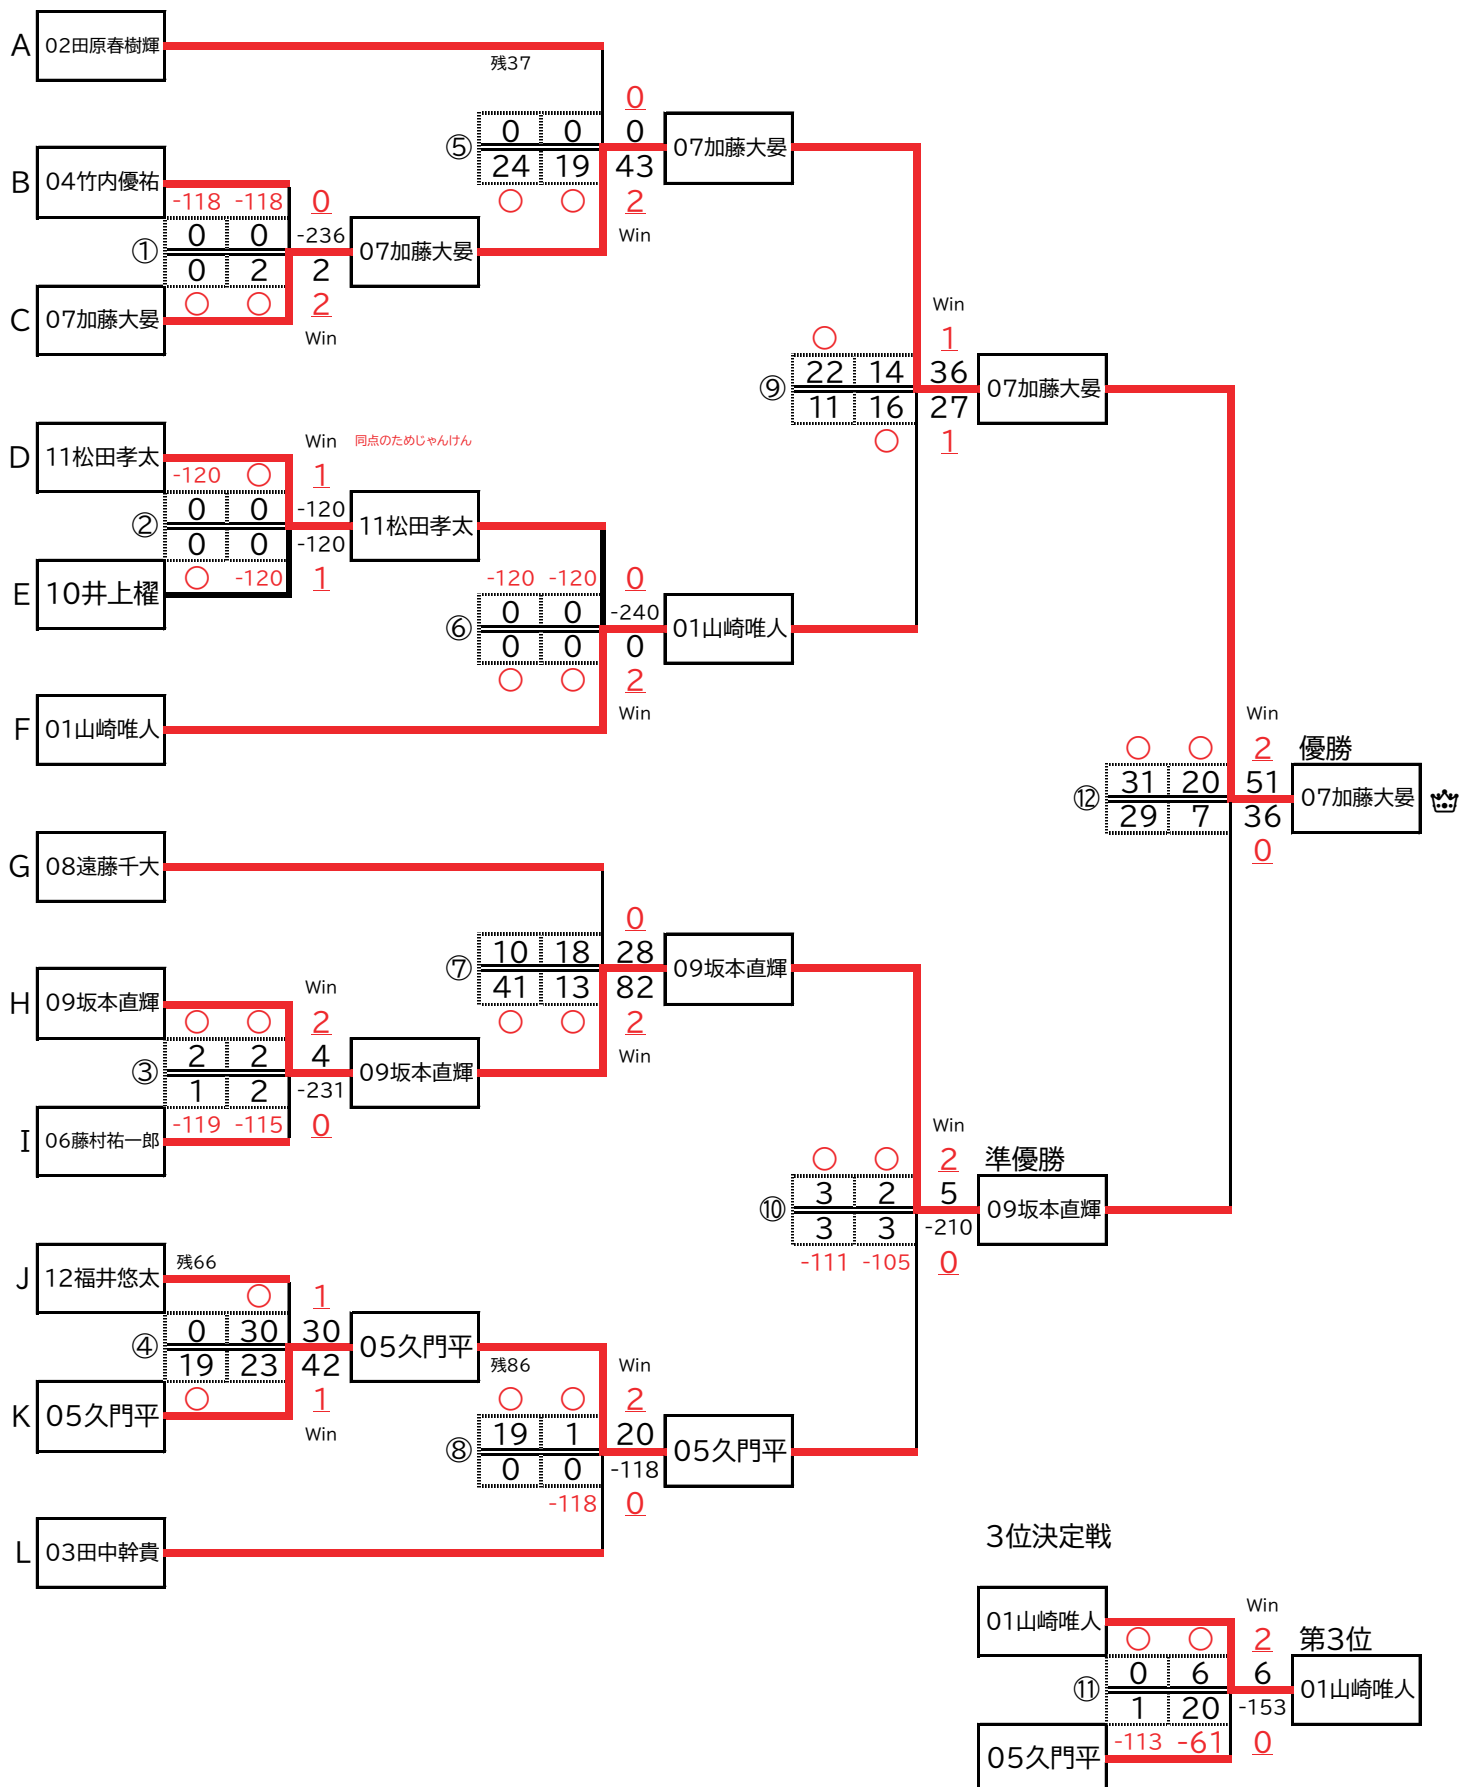 A 02田原春樹輝
残37
0
⑤ 0 0 0 07加藤大晏
24 19 43
○ ○ 2
Win
B 04竹内優祐
-118 -118 0
① 0 0 -236 07加藤大晏
0 2 2
○ ○ 2
C 07加藤大晏
Win
Win
○ 1
⑨ 22 14 36 07加藤大晏
11 16 27
○ 1
Win 同点のためじゃんけん
D 11松田孝太
-120 ○ 1
② 0 0 -120 11松田孝太
0 0 -120
○ -120 1
E 10井上櫂
-120 -120 0
⑥ 0 0 -240 01山崎唯人
0 0 0
○ ○ 2
Win
F 01山崎唯人
Win
○ ○ 2 優勝
⑫ 31 20 51 07加藤大晏
29 7 36
0
G 08遠藤千大
0
⑦ 10 18 28 09坂本直輝
41 13 82
○ ○ 2
Win
H 09坂本直輝
Win
○ ○ 2
③ 2 2 4 09坂本直輝
1 2 -231
-119 -115 0
I 06藤村祐一郎
Win
○ ○ 2 準優勝
⑩ 3 2 5 09坂本直輝
3 3 -210
-111 -105 0
J 12福井悠太 残66
○ 1
④ 0 30 30 05久門平
19 23 42
○ 1
K 05久門平
Win
残86 Win
○ ○ 2
⑧ 19 1 20 05久門平
0 0 -118
-118 0
L 03田中幹貴
3位決定戦
01山崎唯人 Win
○ ○ 2 第3位
⑪ 0 6 6 01山崎唯人
1 20 -153
-113 -61 0
05久門平